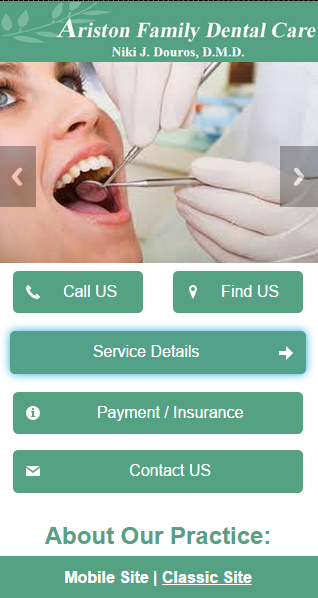 Ariston Family Dental Care
Niki J. Douros, D.M.D.
Call US
Find US
Service Details
Payment / Insurance
Contact US
About Our Practice:
Mobile Site | Classic Site